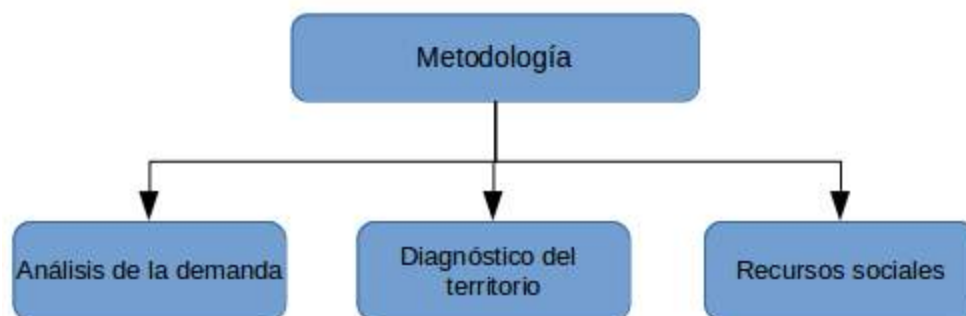 Metodología
Análisis de la demanda
Diagnóstico del
territorio
Recursos sociales